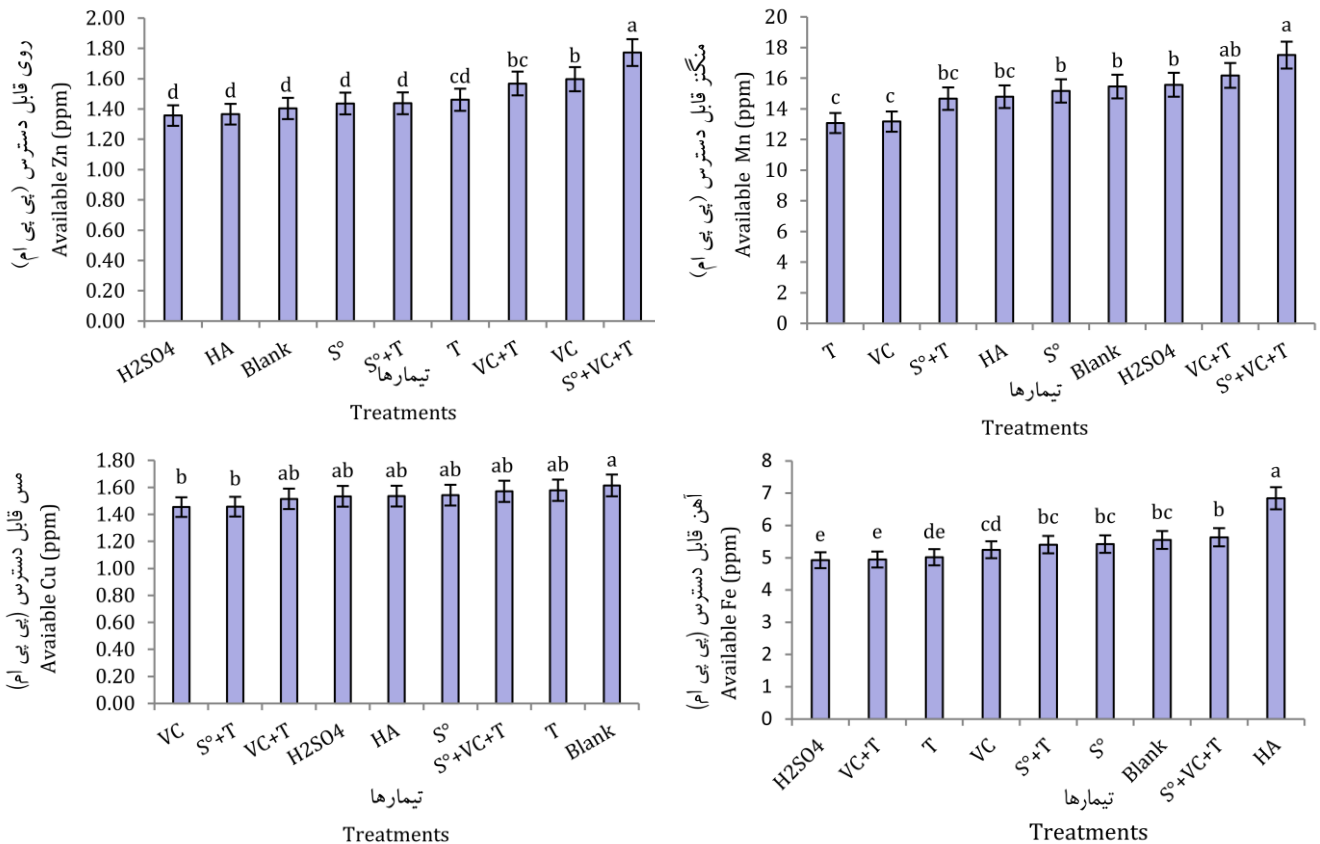 روی قابل دسترس (پی پی ام)
Available Zn (ppm)
2.00
1.80
1.60
1.40
1.20
1.00
0.80
0.60
0.40
0.20
0.00
d d d d d cd bc b a
H2SO4 HA Blank S° S°+T T VC+T VC S°+VC+T
تیمارها
Treatments
منگنز قابل دسترس (پی پی ام)
Available Mn (ppm)
20
18
16
14
12
10
8
6
4
2
0
c c bc bc b b b ab a
T VC S°+T HA S° Blank H2SO4 VC+T S°+VC+T
تیمارها
Treatments
مس قابل دسترس (پی پی ام)
Avaiable Cu (ppm)
1.80
1.60
1.40
1.20
1.00
0.80
0.60
0.40
0.20
0.00
b b ab ab ab ab ab ab a
VC S°+T VC+T H2SO4 HA S° S°+VC+T T Blank
تیمارها
Treatments
آهن قابل دسترس (پی پی ام)
Available Fe (ppm)
8
7
6
5
4
3
2
1
0
e e de cd bc bc bc b a
H2SO4 VC+T T VC S°+T S° Blank S°+VC+T HA
تیمارها
Treatments